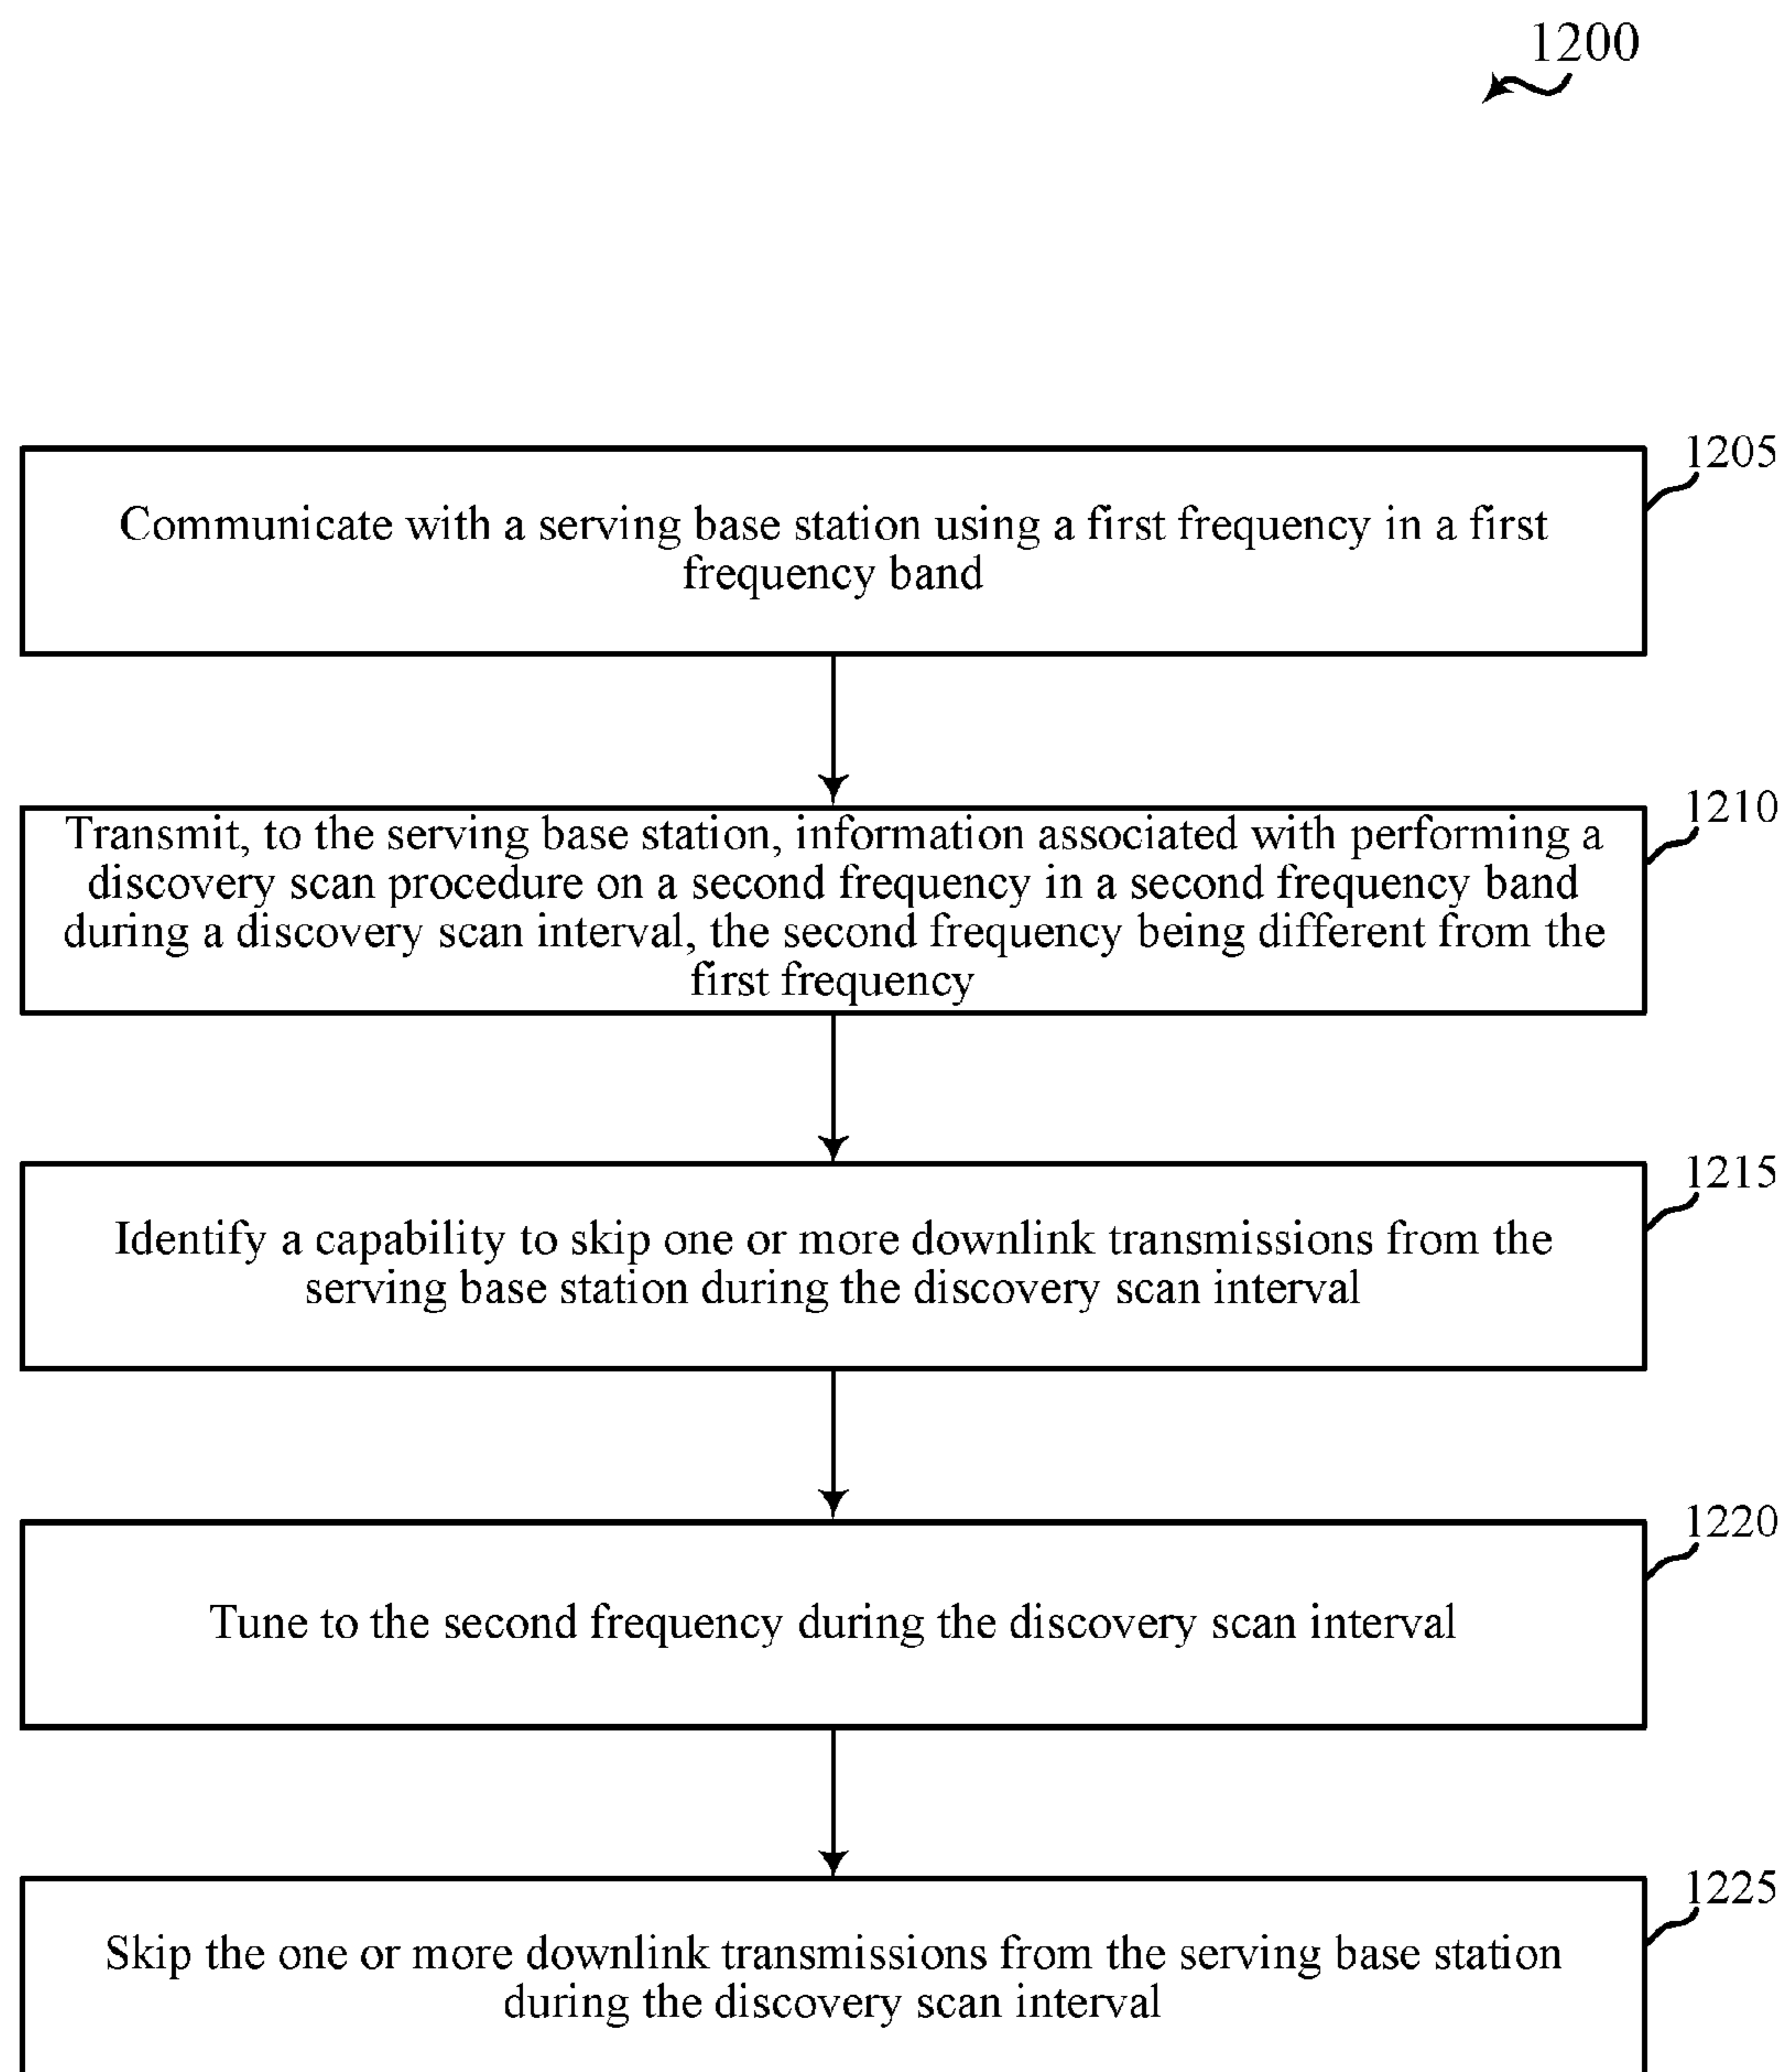 1200
1205
Communicate with a serving base station using a first frequency in a first
frequency band
1210
Transmit, to the serving base station, information associated with performing a
discovery scan procedure on a second frequency in a second frequency band
during a discovery scan interval, the second frequency being different from the
first frequency
1215
Identify a capability to skip one or more downlink transmissions from the
serving base station during the discovery scan interval
1220
Tune to the second frequency during the discovery scan interval
1225
Skip the one or more downlink transmissions from the serving base station
during the discovery scan interval